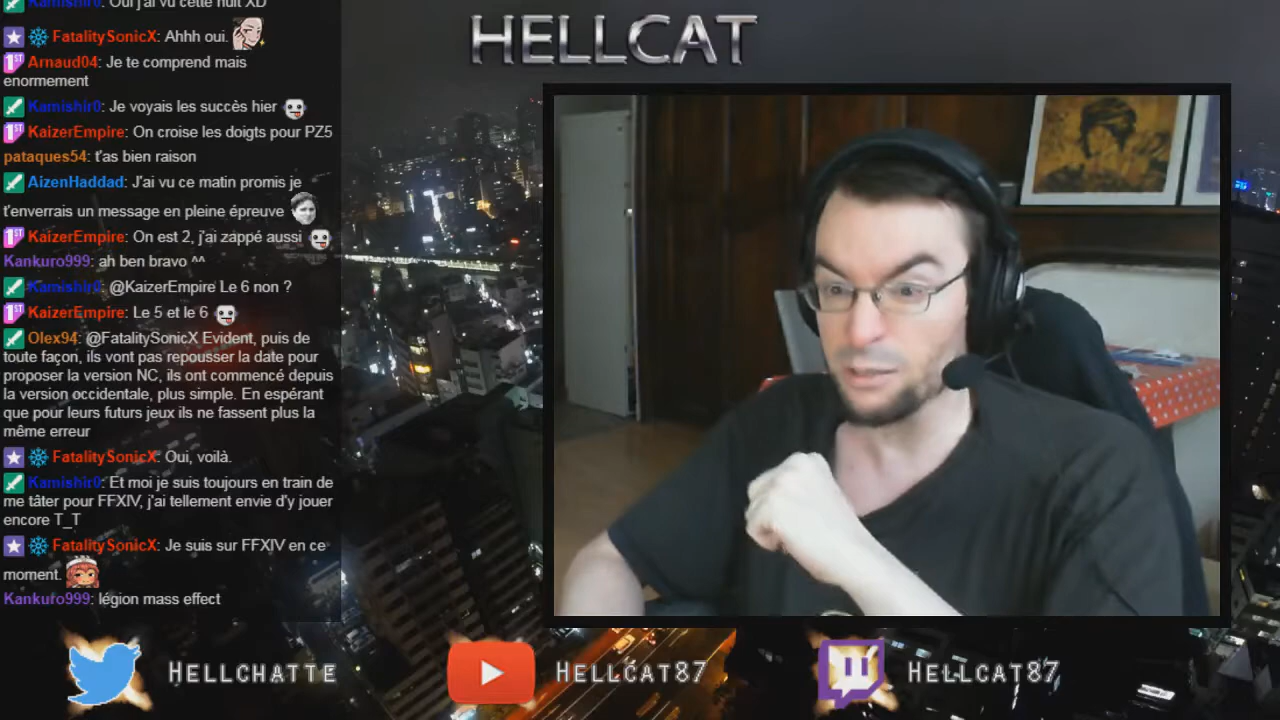 Kamishir0: Oui j'ai vu cette nuit XD
FatalitySonicX: Ahhh oui.
Arnaud04: Je te comprend mais
enormement
Kamishir0: Je voyais les succès hier
KaizerEmpire: On croise les doigts pour PZ5
pataques54: t'as bien raison
AizenHaddad: J'ai vu ce matin promis je
t'enverrais un message en pleine épreuve
KaizerEmpire: On est 2, j'ai zappé aussi
Kankuro999: ah ben bravo ^^
Kamishir0: @KaizerEmpire Le 6 non ?
KaizerEmpire: Le 5 et le 6
Olex94: @FatalitySonicX Evident, puis de
toute façon, ils vont pas repousser la date pour
proposer la version NC, ils ont commencé depuis
la version occidentale, plus simple. En espérant
que pour leurs futurs jeux ils ne fassent plus la
même erreur
FatalitySonicX: Oui, voilà.
Kamishir0: Et moi je suis toujours en train de
me tâter pour FFXIV, j'ai tellement envie d'y jouer
encore T_T
FatalitySonicX: Je suis sur FFXIV en ce
moment.
Kankuro999: légion mass effect
HELLCAT
HELLCHATTE
HELLCAT87
HELLCAT87